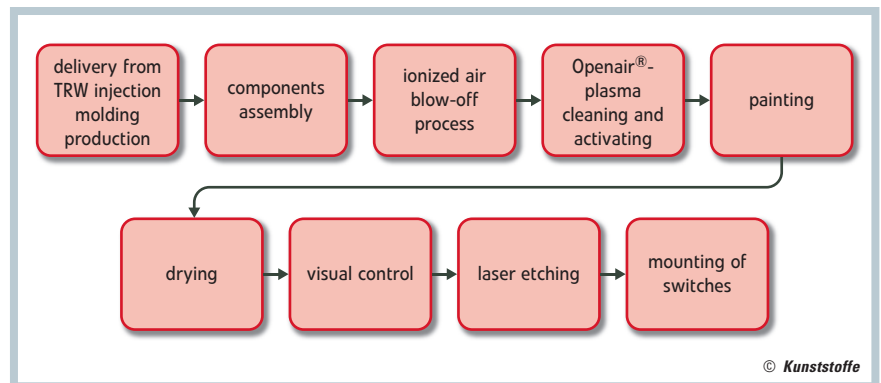 delivery from
TRW injection
molding
production
components
assembly
ionized air
blow-off
process
Openair®-
plasma
cleaning and
activating
painting
drying
visual control
laser etching
mounting of
switches
© Kunststoffe